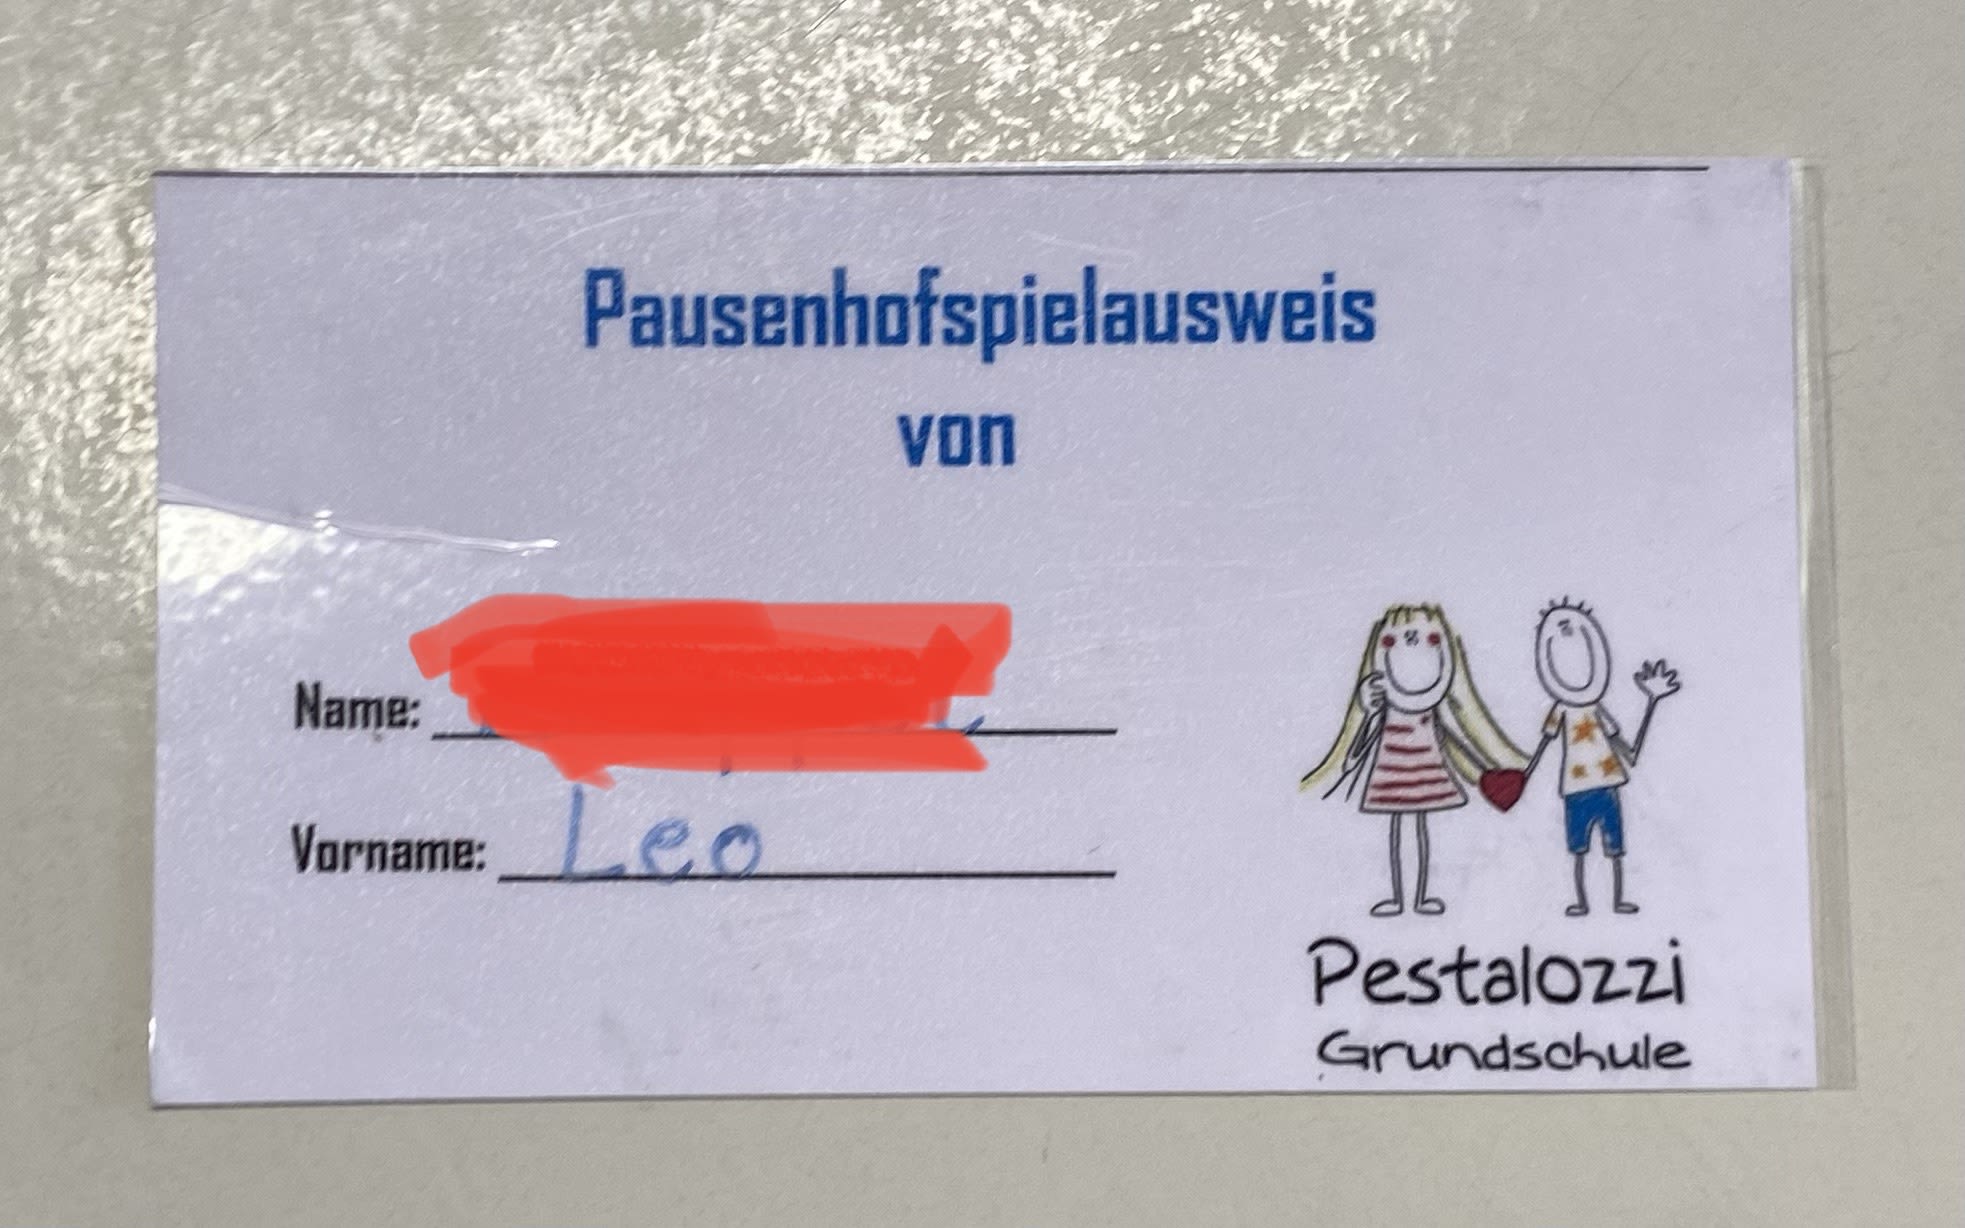 Pausenhofspielausweis
von
Name:
Vorname: Leo
Pestalozzi
Grundschule